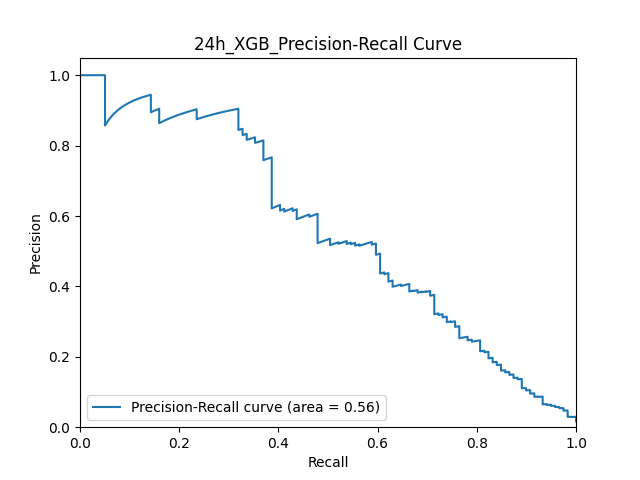 24h_XGB_Precision-Recall Curve
1.0
0.8
0.6
0.4
0.2
0.0
Precision
Precision-Recall curve (area = 0.56)
0.0 0.2 0.4 0.6 0.8 1.0
Recall